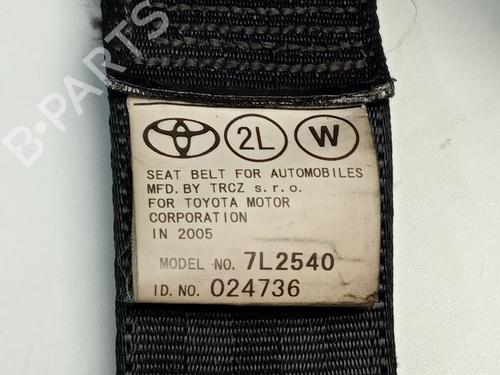 B-PARTS
2L W
SEAT BELT FOR AUTOMOBILES
MFD. BY TRCZ s.r.o.
FOR TOYOTA MOTOR
CORPORATION
IN 2005
MODEL NO. 7L2540
I D. NO. 024736